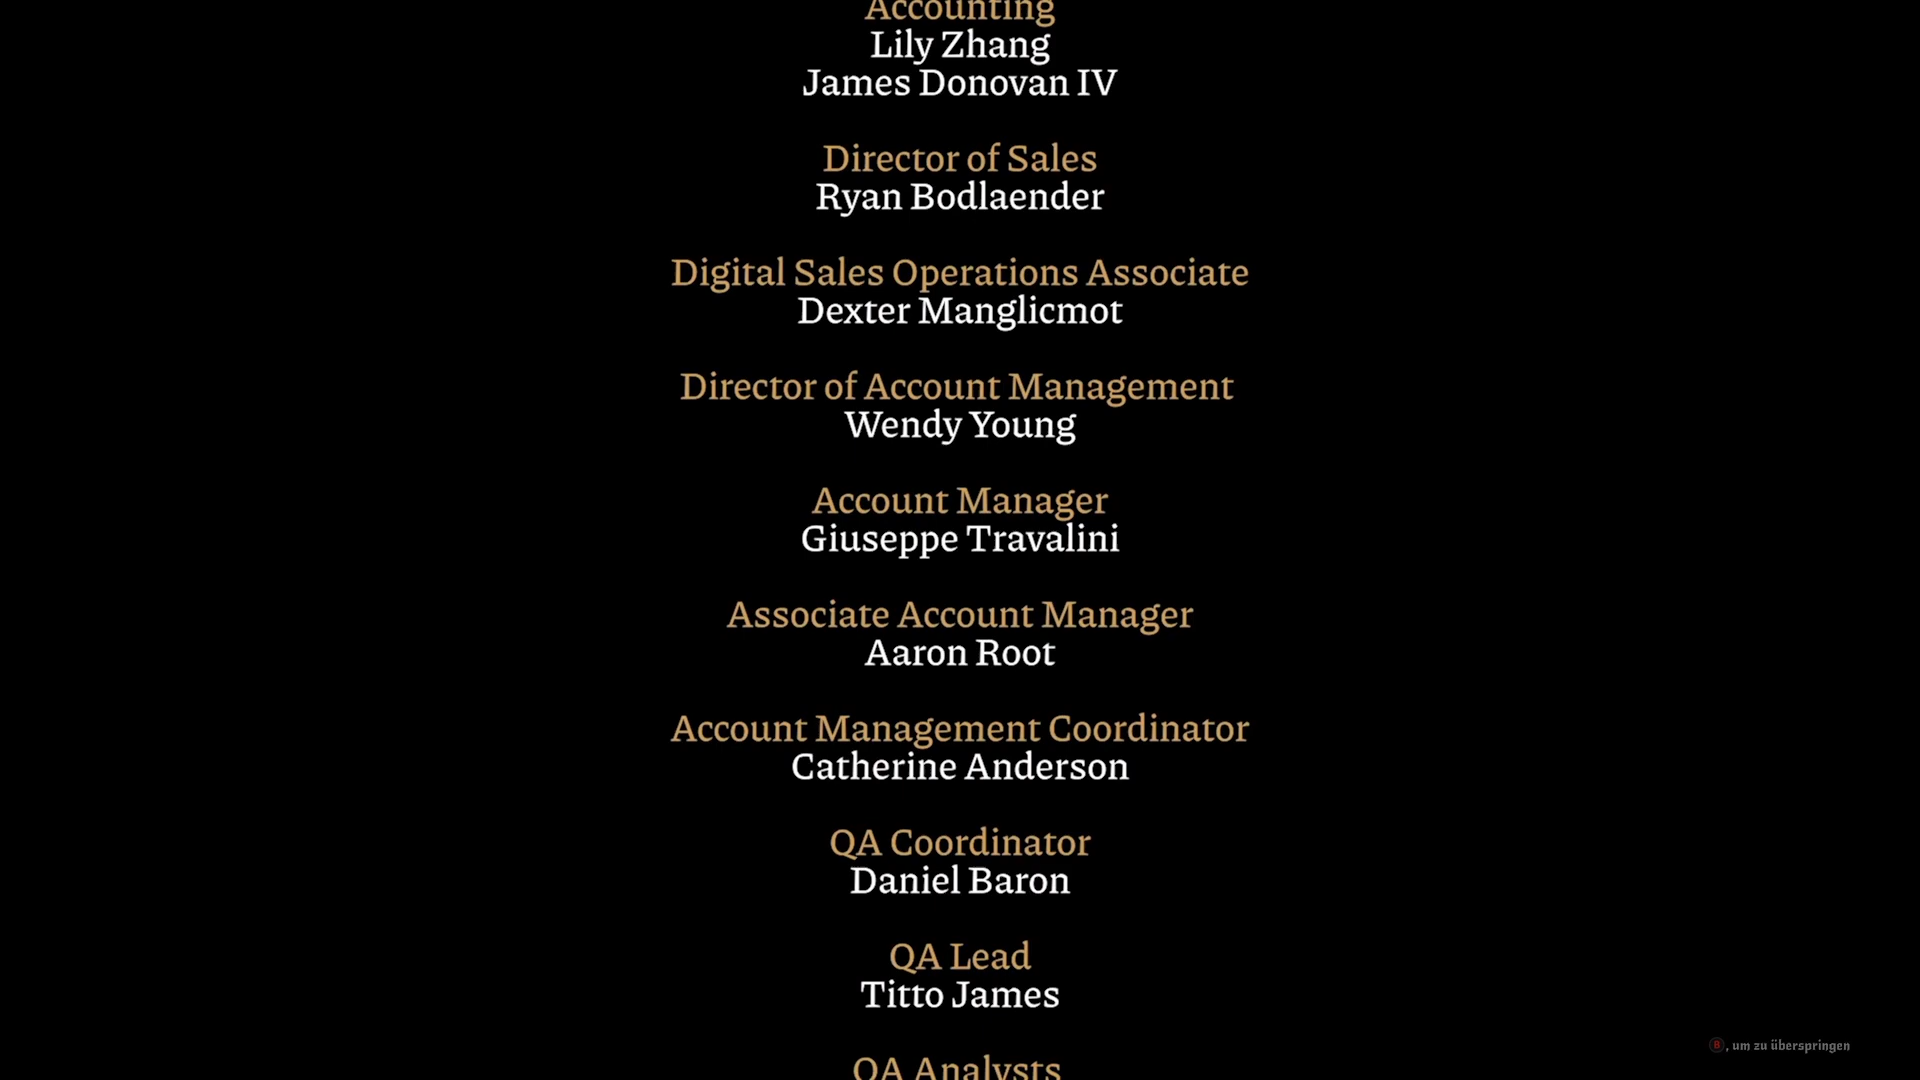 Accounting
Lily Zhang
James Donovan IV
Director of Sales
Ryan Bodlaender
Digital Sales Operations Associate
Dexter Manglicmot
Director of Account Management
Wendy Young
Account Manager
Giuseppe Travalini
Associate Account Manager
Aaron Root
Account Management Coordinator
Catherine Anderson
QA Coordinator
Daniel Baron
QA Lead
Titto James
QA Analysts
B, um zu überspringen